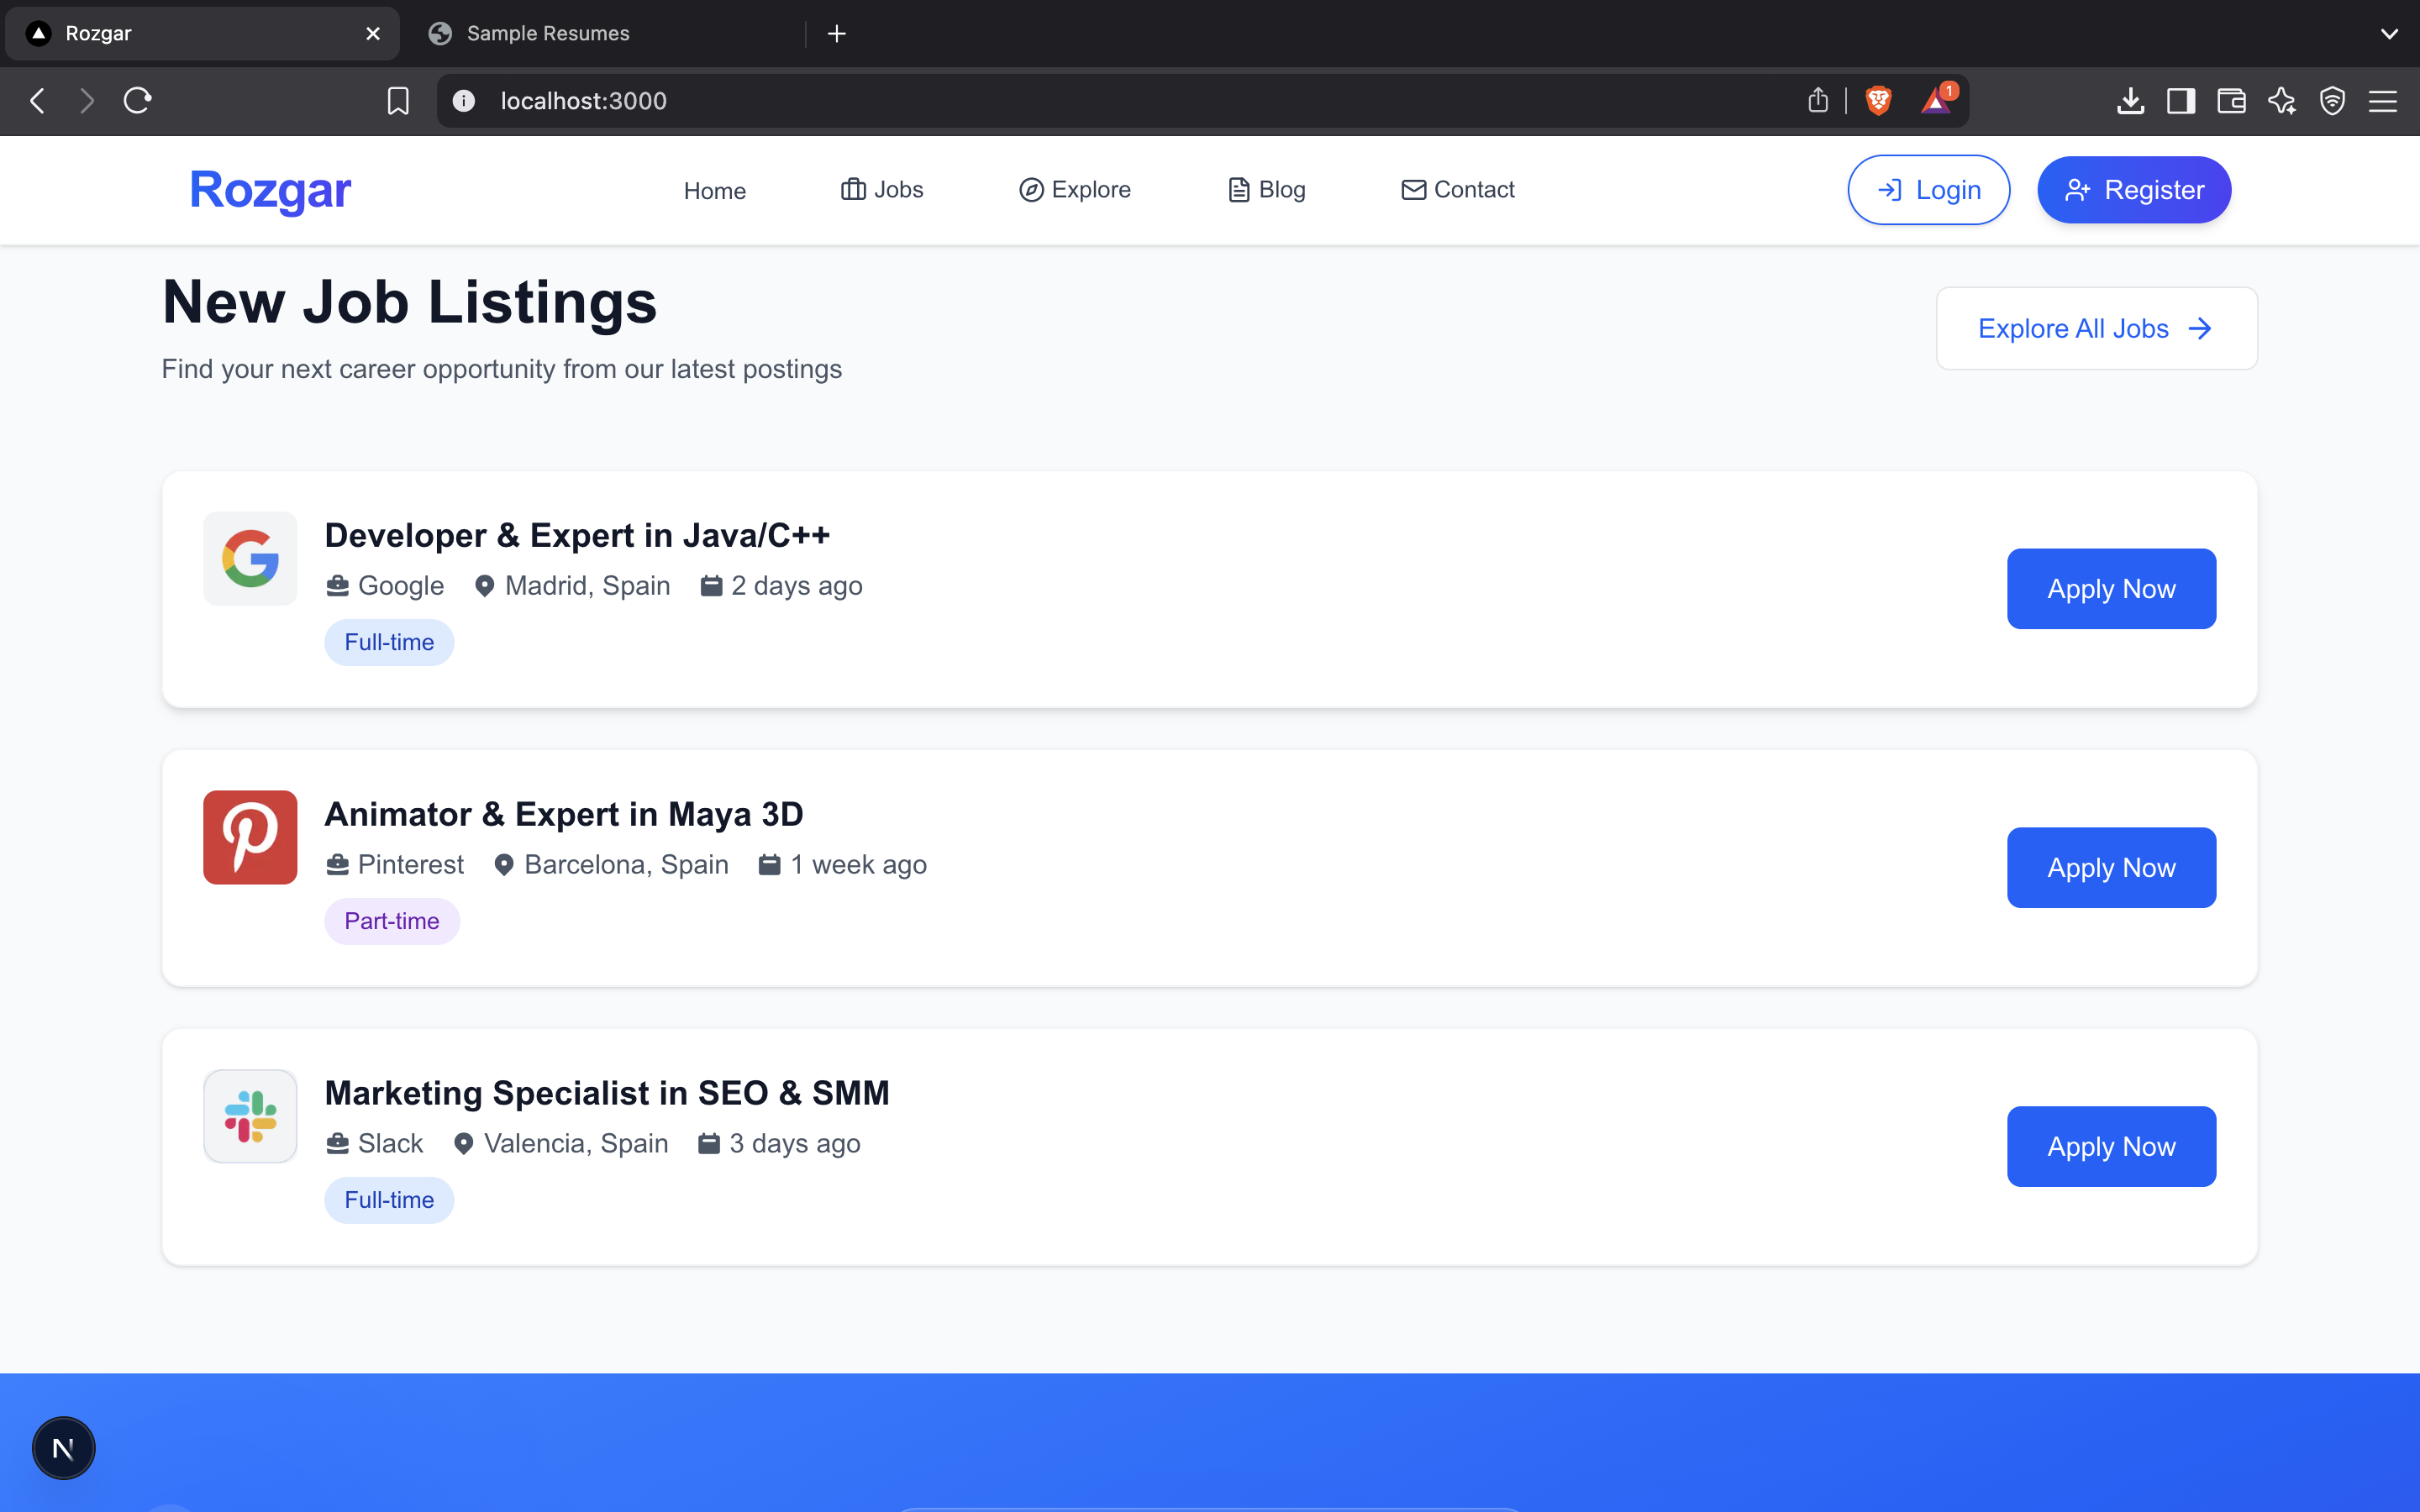 Rozgar
Sample Resumes
localhost:3000
1
Rozgar
Home
Jobs
Explore
Blog
Contact
Login
Register
New Job Listings
Find your next career opportunity from our latest postings
Explore All Jobs
Developer & Expert in Java/C++
Google Madrid, Spain 2 days ago
Full-time
Apply Now
Animator & Expert in Maya 3D
Pinterest Barcelona, Spain 1 week ago
Part-time
Apply Now
Marketing Specialist in SEO & SMM
Slack Valencia, Spain 3 days ago
Full-time
Apply Now
N